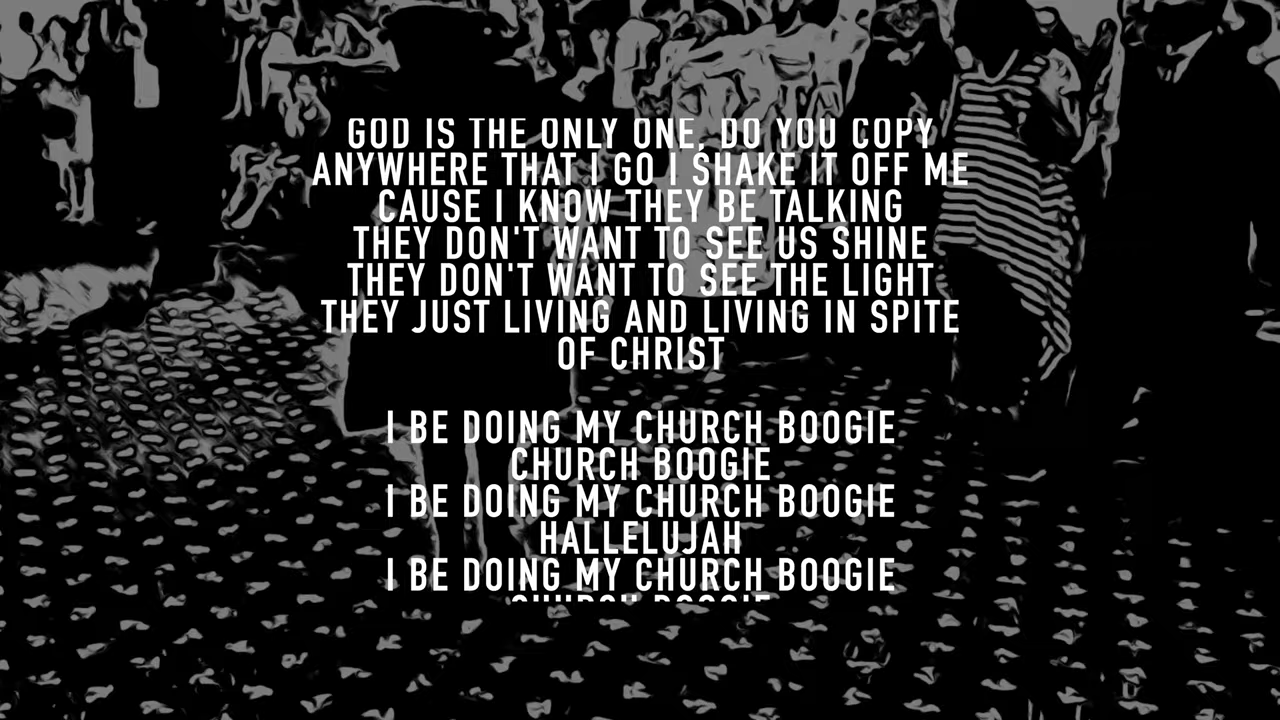 GOD IS THE ONLY ONE, DO YOU COPY
ANYWHERE THAT I GO I SHAKE IT OFF ME
CAUSE I KNOW THEY BE TALKING
THEY DON'T WANT TO SEE US SHINE
THEY DON'T WANT TO SEE THE LIGHT
THEY JUST LIVING AND LIVING IN SPITE
OF CHRIST
I BE DOING MY CHURCH BOOGIE
CHURCH BOOGIE
I BE DOING MY CHURCH BOOGIE
HALLELUJAH
I BE DOING MY CHURCH BOOGIE
CHURCH BOOGIE